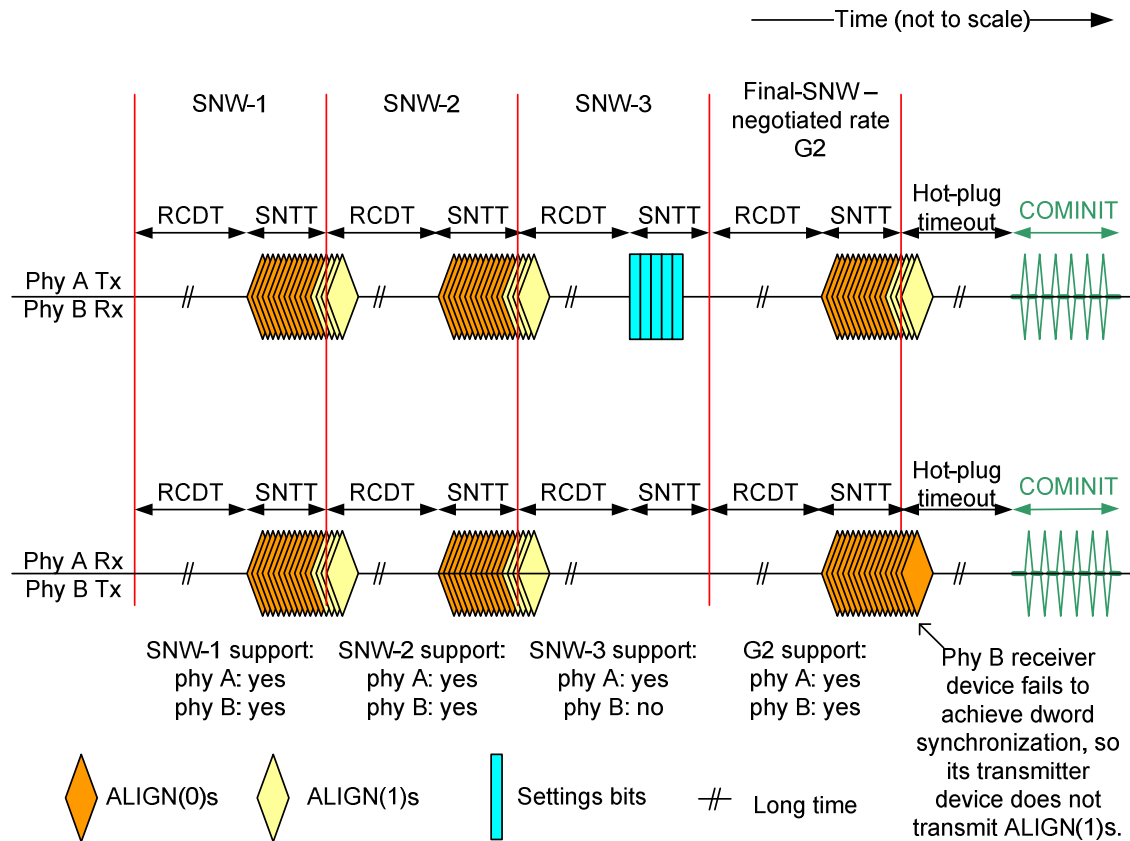 Time (not to scale)
SNW-1
SNW-2
SNW-3
Final-SNW –
negotiated rate
G2
RCDT
SNTT
RCDT
SNTT
RCDT
SNTT
RCDT
SNTT
Hot-plug
timeout
COMINIT
Phy A Tx
Phy B Rx
RCDT
SNTT
RCDT
SNTT
RCDT
SNTT
RCDT
SNTT
Hot-plug
timeout
COMINIT
Phy A Rx
Phy B Tx
SNW-1 support:
phy A: yes
phy B: yes
SNW-2 support:
phy A: yes
phy B: yes
SNW-3 support:
phy A: yes
phy B: no
G2 support:
phy A: yes
phy B: yes
Phy B receiver
device fails to
achieve dword
synchronization, so
its transmitter
device does not
transmit ALIGN(1)s.
ALIGN(0)s
ALIGN(1)s
Settings bits
Long time